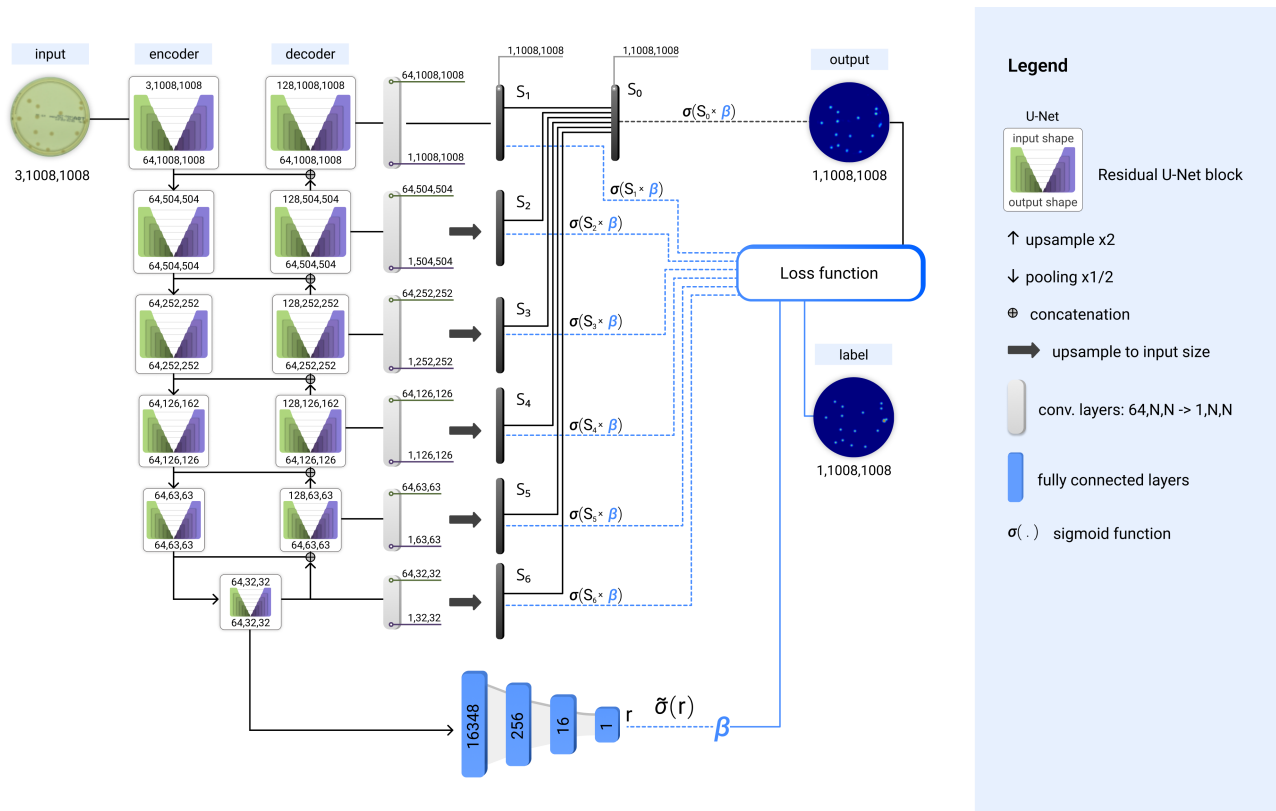 input
3,1008,1008
encoder
3,1008,1008
64,1008,1008
64,504,504
64,504,504
64,252,252
64,252,252
64,126,162
64,126,126
64,63,63
64,63,63
64,32,32
64,32,32
decoder
128,1008,1008
64,1008,1008
128,504,504
64,504,504
128,252,252
64,252,252
128,126,162
64,126,126
128,63,63
64,63,63
64,1008,1008
1,1008,1008
64,504,504
1,504,504
64,252,252
1,252,252
64,126,126
1,126,126
64,63,63
1,63,63
64,32,32
1,32,32
1,1008,1008
S1
S2
S3
S4
S5
S6
1,1008,1008
S0
σ(S0× β)
σ(S1× β)
σ(S2× β)
σ(S3× β)
σ(S4× β)
σ(S5× β)
σ(S6× β)
16348
256
16
1
r
σ̃(r)
β
output
1,1008,1008
Loss function
label
1,1008,1008
Legend
U-Net
input shape
output shape
Residual U-Net block
↑ upsample x2
↓ pooling x1/2
⊕ concatenation
upsample to input size
conv. layers: 64,N,N -> 1,N,N
fully connected layers
σ( . ) sigmoid function